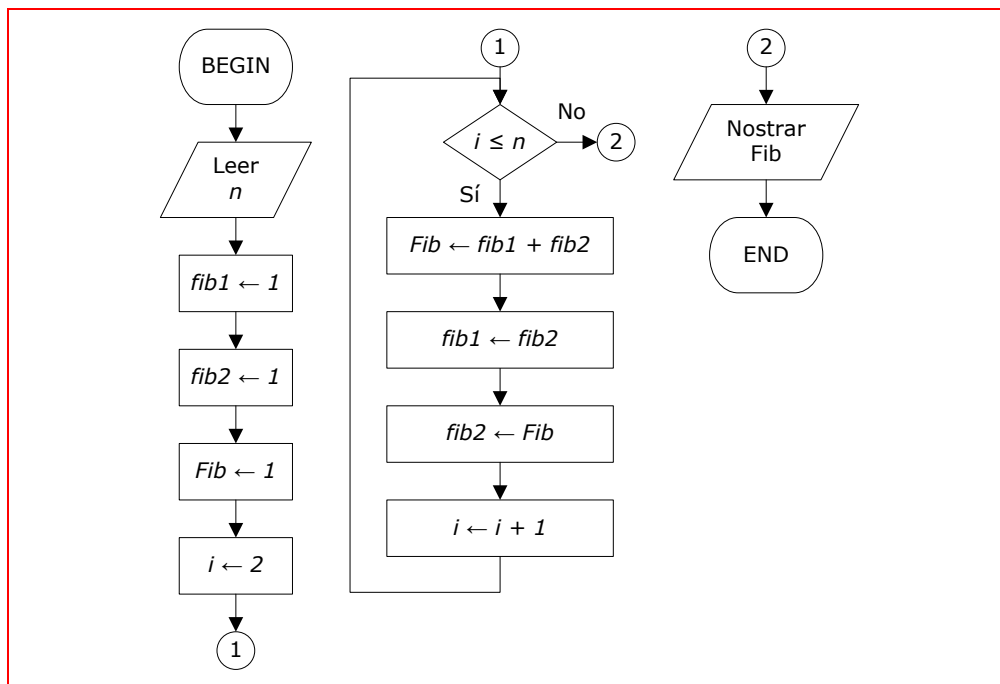 BEGIN
Leer
n
fib1 ← 1
fib2 ← 1
Fib ← 1
i ← 2
1
1
i ≤ n
No
2
Sí
Fib ← fib1 + fib2
fib1 ← fib2
fib2 ← Fib
i ← i + 1
2
Nostrar
Fib
END